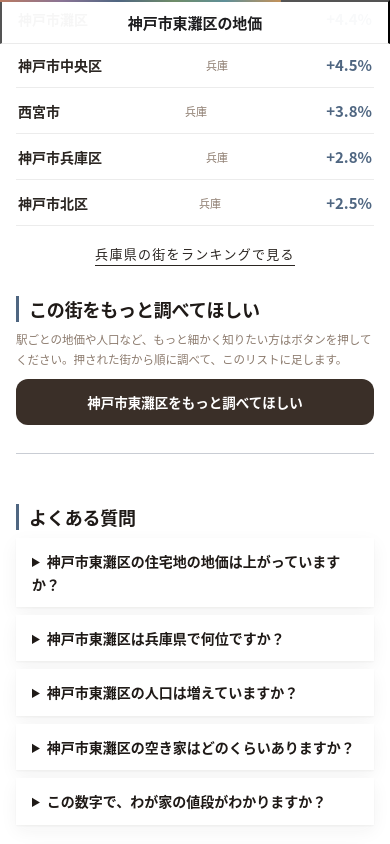 神戸市東灘区の地価
神戸市灘区 +4.4%
神戸市中央区 兵庫 +4.5%
西宮市 兵庫 +3.8%
神戸市兵庫区 兵庫 +2.8%
神戸市北区 兵庫 +2.5%
兵庫県の街をランキングで見る
この街をもっと調べてほしい
駅ごとの地価や人口など、もっと細かく知りたい方はボタンを押して
ください。押された街から順に調べて、このリストに足します。
神戸市東灘区をもっと調べてほしい
よくある質問
▶ 神戸市東灘区の住宅地の地価は上がっています
か？
▶ 神戸市東灘区は兵庫県で何位ですか？
▶ 神戸市東灘区の人口は増えていますか？
▶ 神戸市東灘区の空き家はどのくらいありますか？
▶ この数字で、わが家の値段がわかりますか？